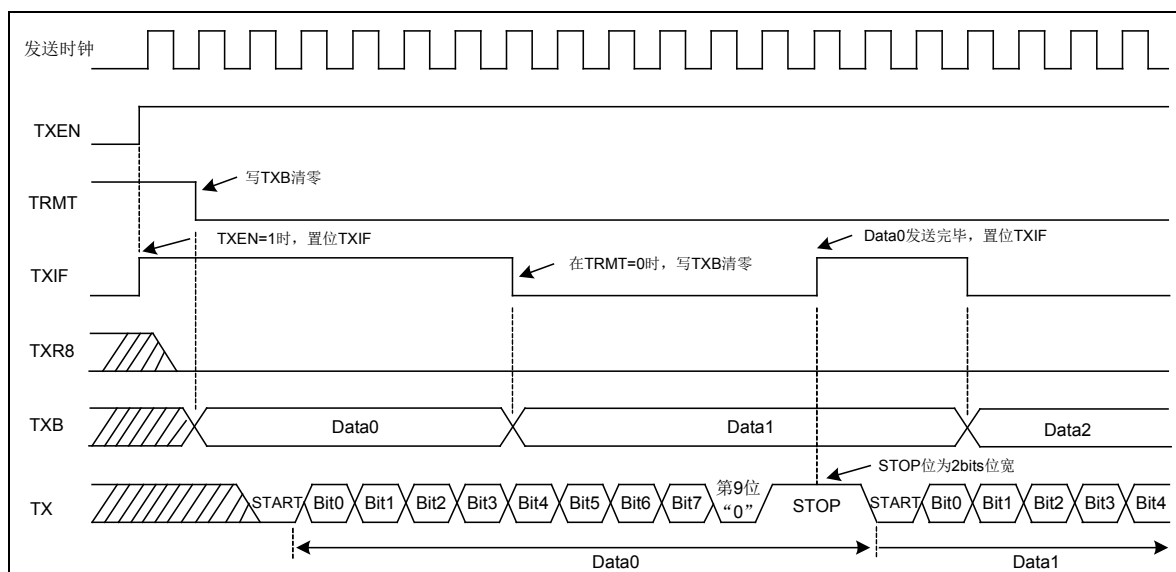 发送时钟
TXEN
TRMT
写TXB清零
TXEN=1时，置位TXIF
Data0发送完毕，置位TXIF
TXIF
在TRMT=0时，写TXB清零
TXR8
TXB
Data0
Data1
Data2
STOP位为2bits位宽
TX
START
Bit0
Bit1
Bit2
Bit3
Bit4
Bit5
Bit6
Bit7
第9位
“0”
STOP
START
Bit0
Bit1
Bit2
Bit3
Bit4
Data0
Data1